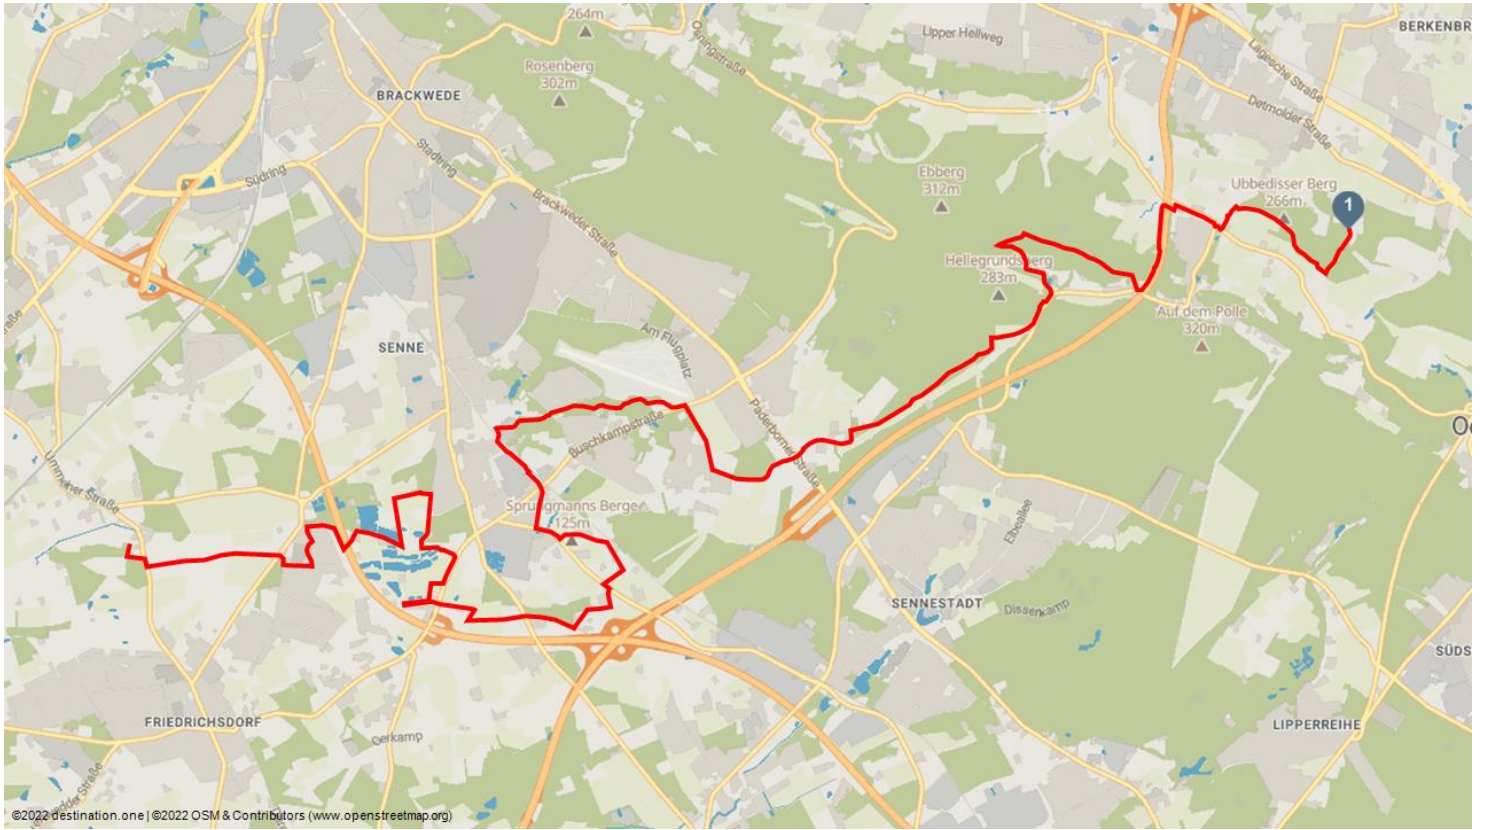 264m
Rosenberg
302m
BRACKWEDE
Osningstraße
Lipper Hellweg
BERKENBR
Lagesche Straße
Detmolder Straße
Stadtring
Südring
Brackweder Straße
Ebberg
312m
Ubbedisser Berg
266m
1
Hellegrundsberg
283m
Auf dem Polle
320m
raße
SENNE
Am Flugplatz
Buschkampstraße
Paderborner Straße
Ummelner Straße
Sprungmanns Berge
125m
Elbeallee
SENNESTADT
Dissenkamp
SÜDS
FRIEDRICHSDORF
LIPPERREIHE
©2022 destination.one | ©2022 OSM & Contributors (www.openstreetmap.org)